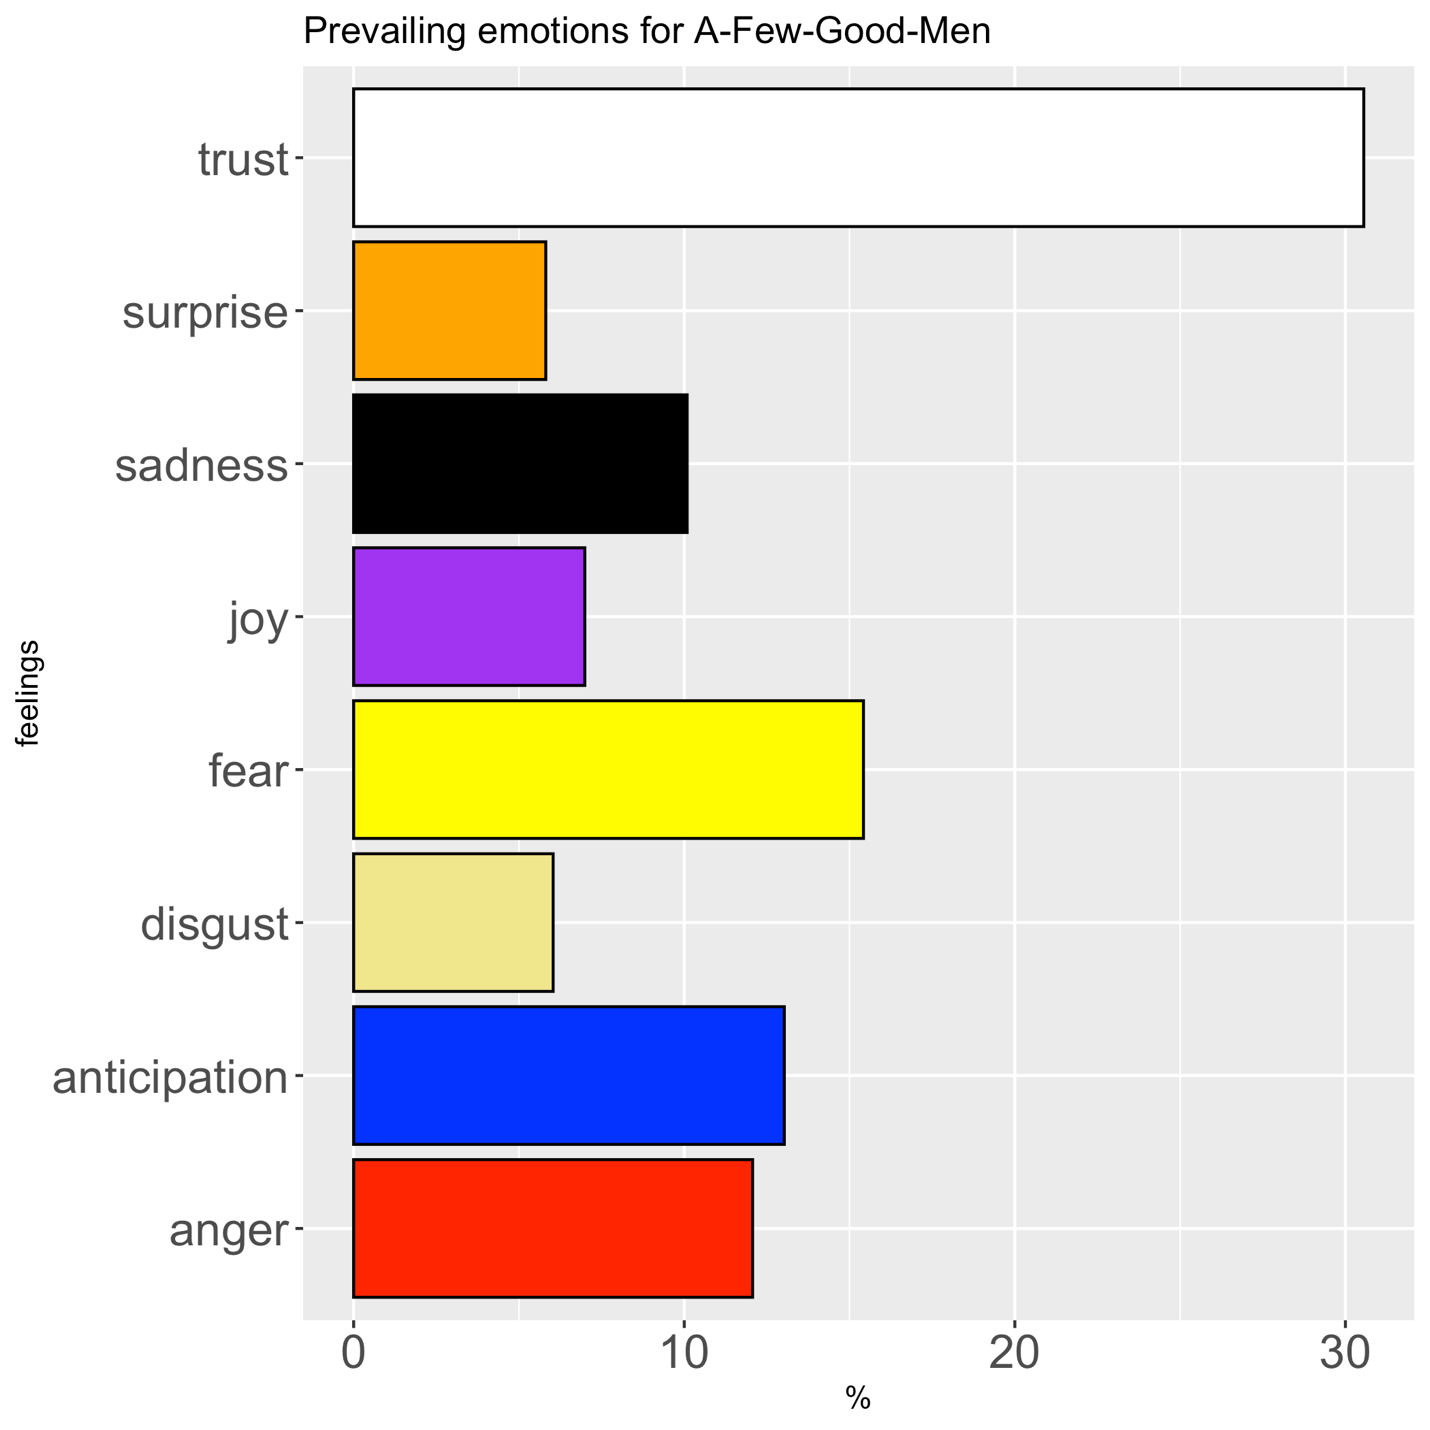 Prevailing emotions for A-Few-Good-Men
trust
surprise
sadness
joy
fear
disgust
anticipation
anger
feelings
0 10 20 30
%